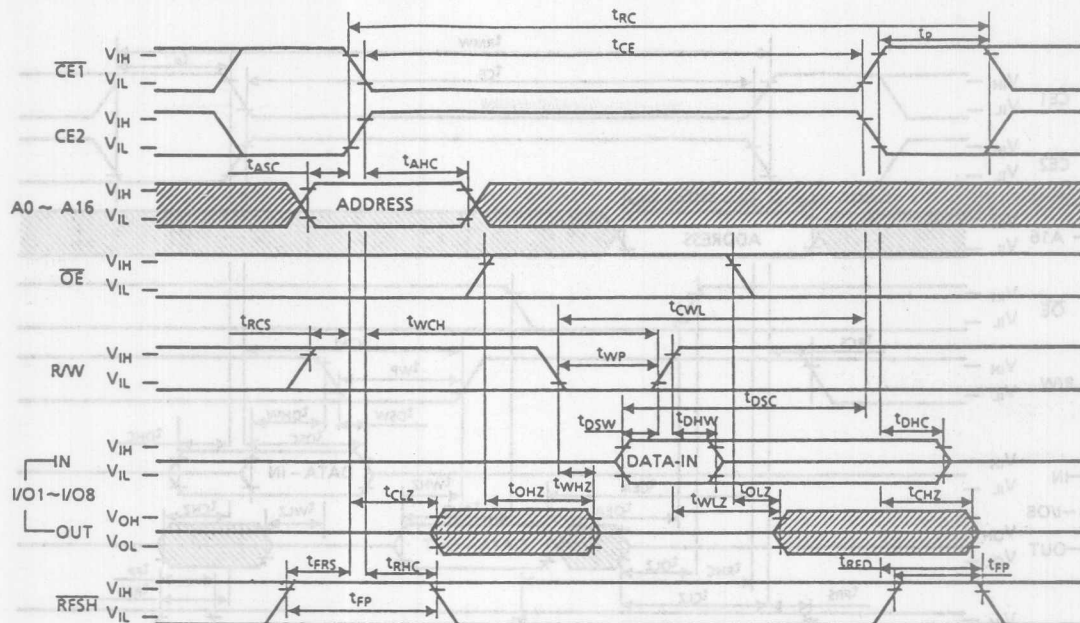 tRC
tCE
tP
CE1
VIH
VIL
CE2
VIH
VIL
tASC
tAHC
A0 ~ A16
VIH
VIL
ADDRESS
OE
VIH
VIL
tRCS
tWCH
tCWL
R/W
VIH
VIL
tWP
tDSC
tDSW
tDHW
tDHC
IN
VIH
VIL
DATA-IN
I/O1~I/O8
tCLZ
tOHZ
tWHZ
tWLZ
tOLZ
tCHZ
OUT
VOH
VOL
tFRS
tRHC
tRFD
tFP
RFSH
VIH
VIL
tFP